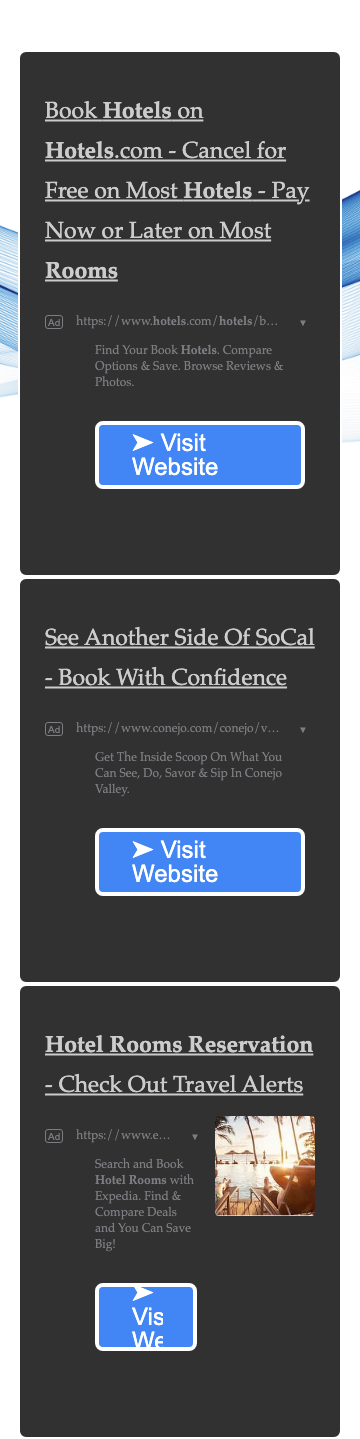 Book Hotels on
Hotels.com - Cancel for
Free on Most Hotels - Pay
Now or Later on Most
Rooms
Ad https://www.hotels.com/hotels/b... ▼
Find Your Book Hotels. Compare
Options & Save. Browse Reviews &
Photos.
➤ Visit
Website
See Another Side Of SoCal
- Book With Confidence
Ad https://www.conejo.com/conejo/v... ▼
Get The Inside Scoop On What You
Can See, Do, Savor & Sip In Conejo
Valley.
➤ Visit
Website
Hotel Rooms Reservation
- Check Out Travel Alerts
Ad https://www.e... ▼
Search and Book
Hotel Rooms with
Expedia. Find &
Compare Deals
and You Can Save
Big!
➤
Vis
We